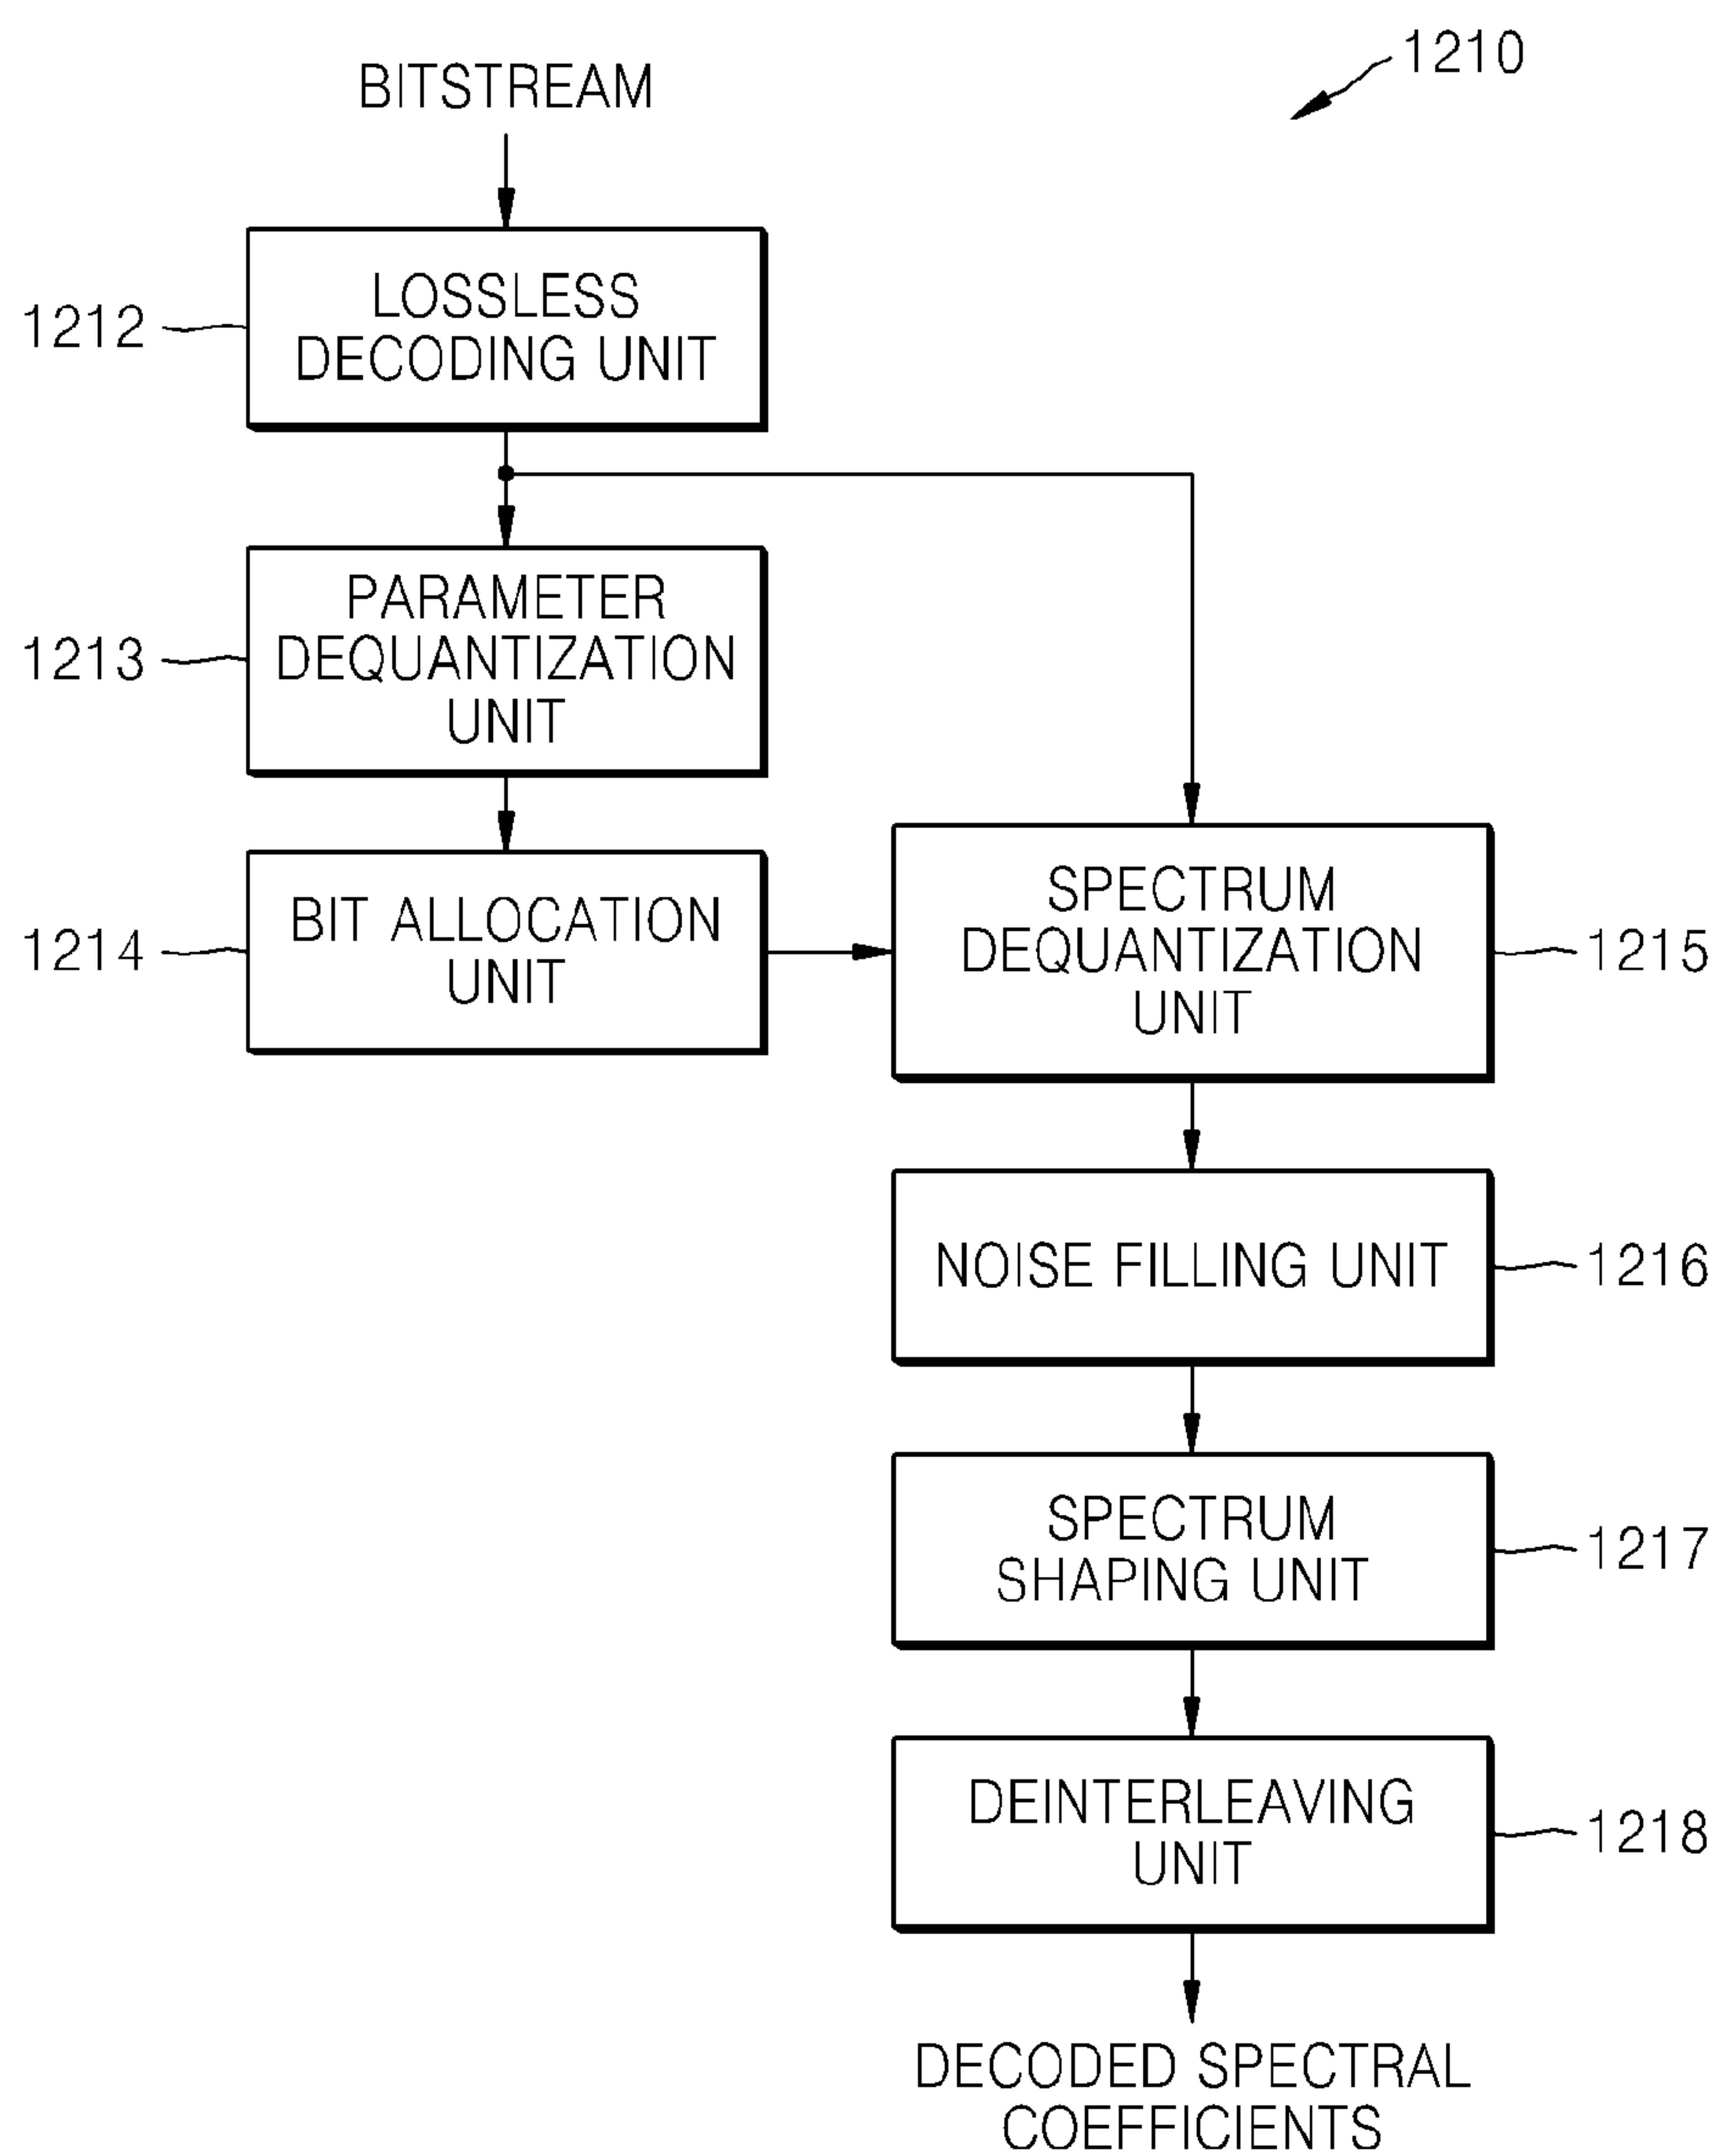 1210
BITSTREAM
1212
LOSSLESS
DECODING UNIT
1213
PARAMETER
DEQUANTIZATION
UNIT
1214
BIT ALLOCATION
UNIT
SPECTRUM
DEQUANTIZATION
UNIT
1215
NOISE FILLING UNIT
1216
SPECTRUM
SHAPING UNIT
1217
DEINTERLEAVING
UNIT
1218
DECODED SPECTRAL
COEFFICIENTS